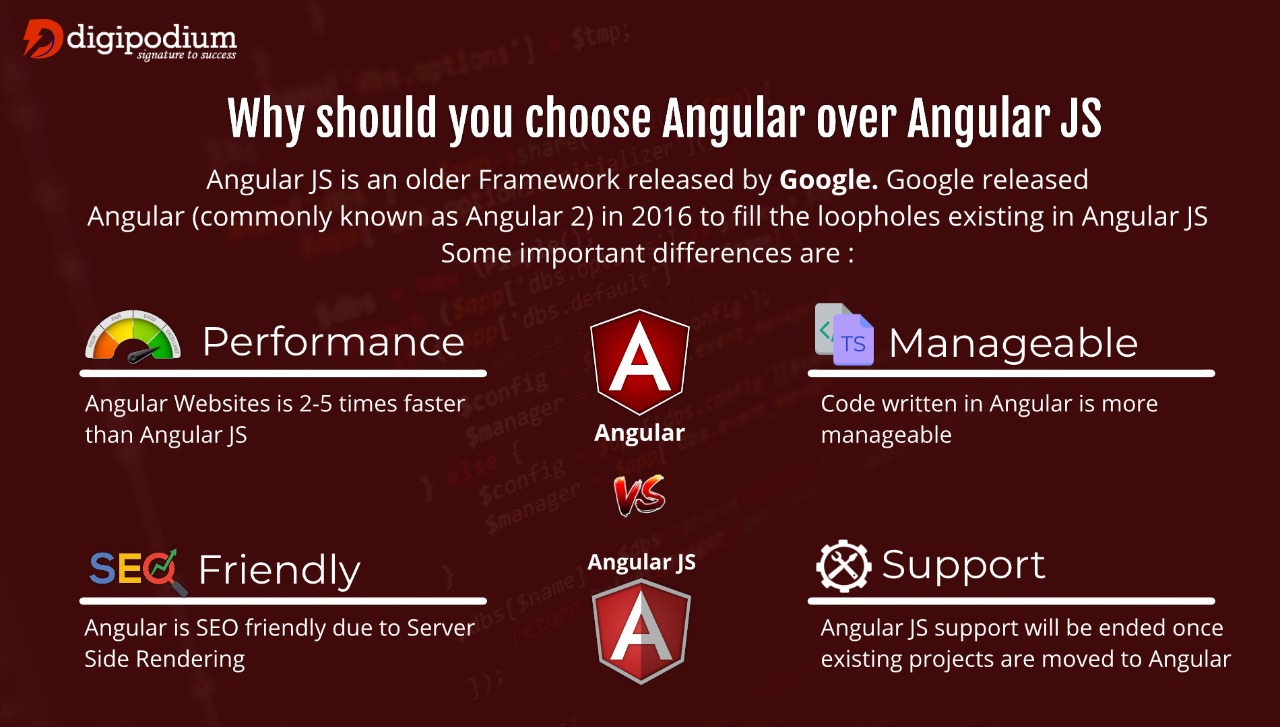 digipodium
signature to success
Why should you choose Angular over Angular JS
Angular JS is an older Framework released by Google. Google released
Angular (commonly known as Angular 2) in 2016 to fill the loopholes existing in Angular JS
Some important differences are :
Performance
Angular Websites is 2-5 times faster
than Angular JS
Angular
TS
Manageable
Code written in Angular is more
manageable
VS
SEO Friendly
Angular is SEO friendly due to Server
Side Rendering
Angular JS
Support
Angular JS support will be ended once
existing projects are moved to Angular